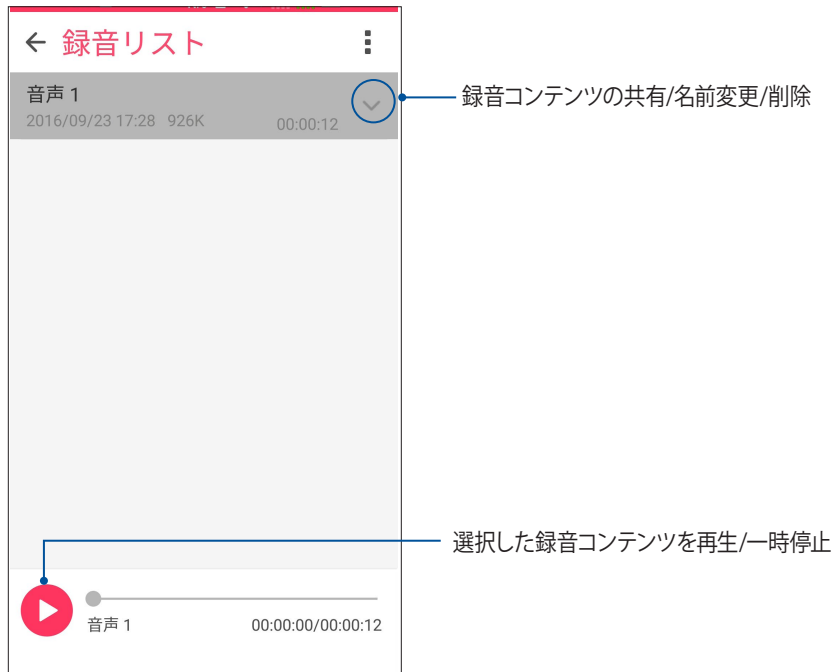 録音リスト
音声 1
2016/09/23 17:28 926K
00:00:12
録音コンテンツの共有/名前変更/削除
選択した録音コンテンツを再生/一時停止
音声 1
00:00:00/00:00:12